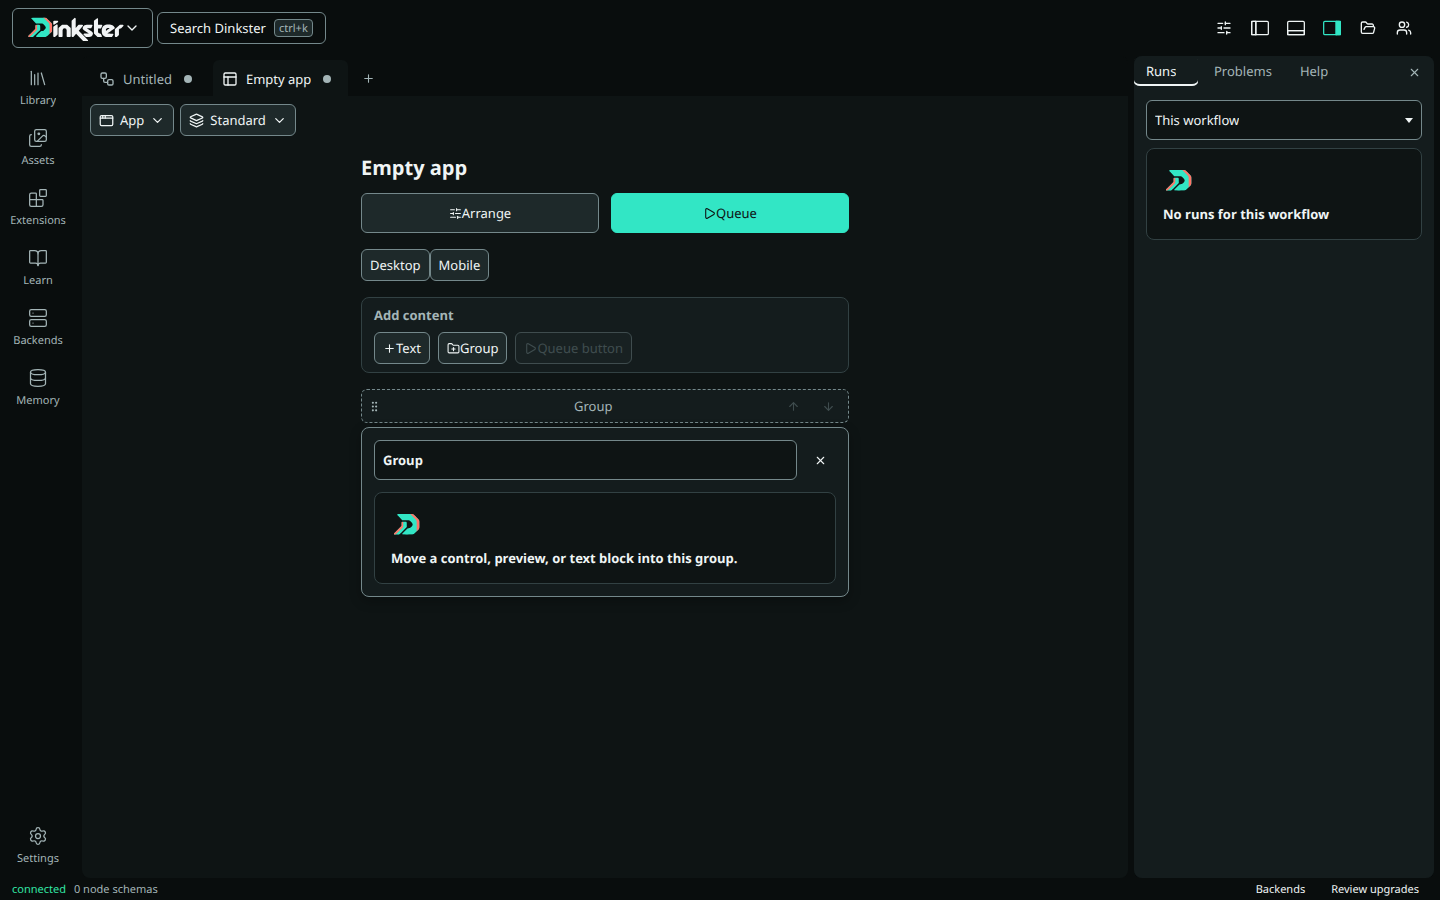 Dinkster
Search Dinkster ctrl+k
Library
Assets
Extensions
Learn
Backends
Memory
Settings
Untitled
Empty app
App
Standard
Empty app
Arrange
Queue
Desktop
Mobile
Add content
Text
Group
Queue button
Group
Group
Move a control, preview, or text block into this group.
Runs
Problems
Help
This workflow
No runs for this workflow
connected
0 node schemas
Backends
Review upgrades